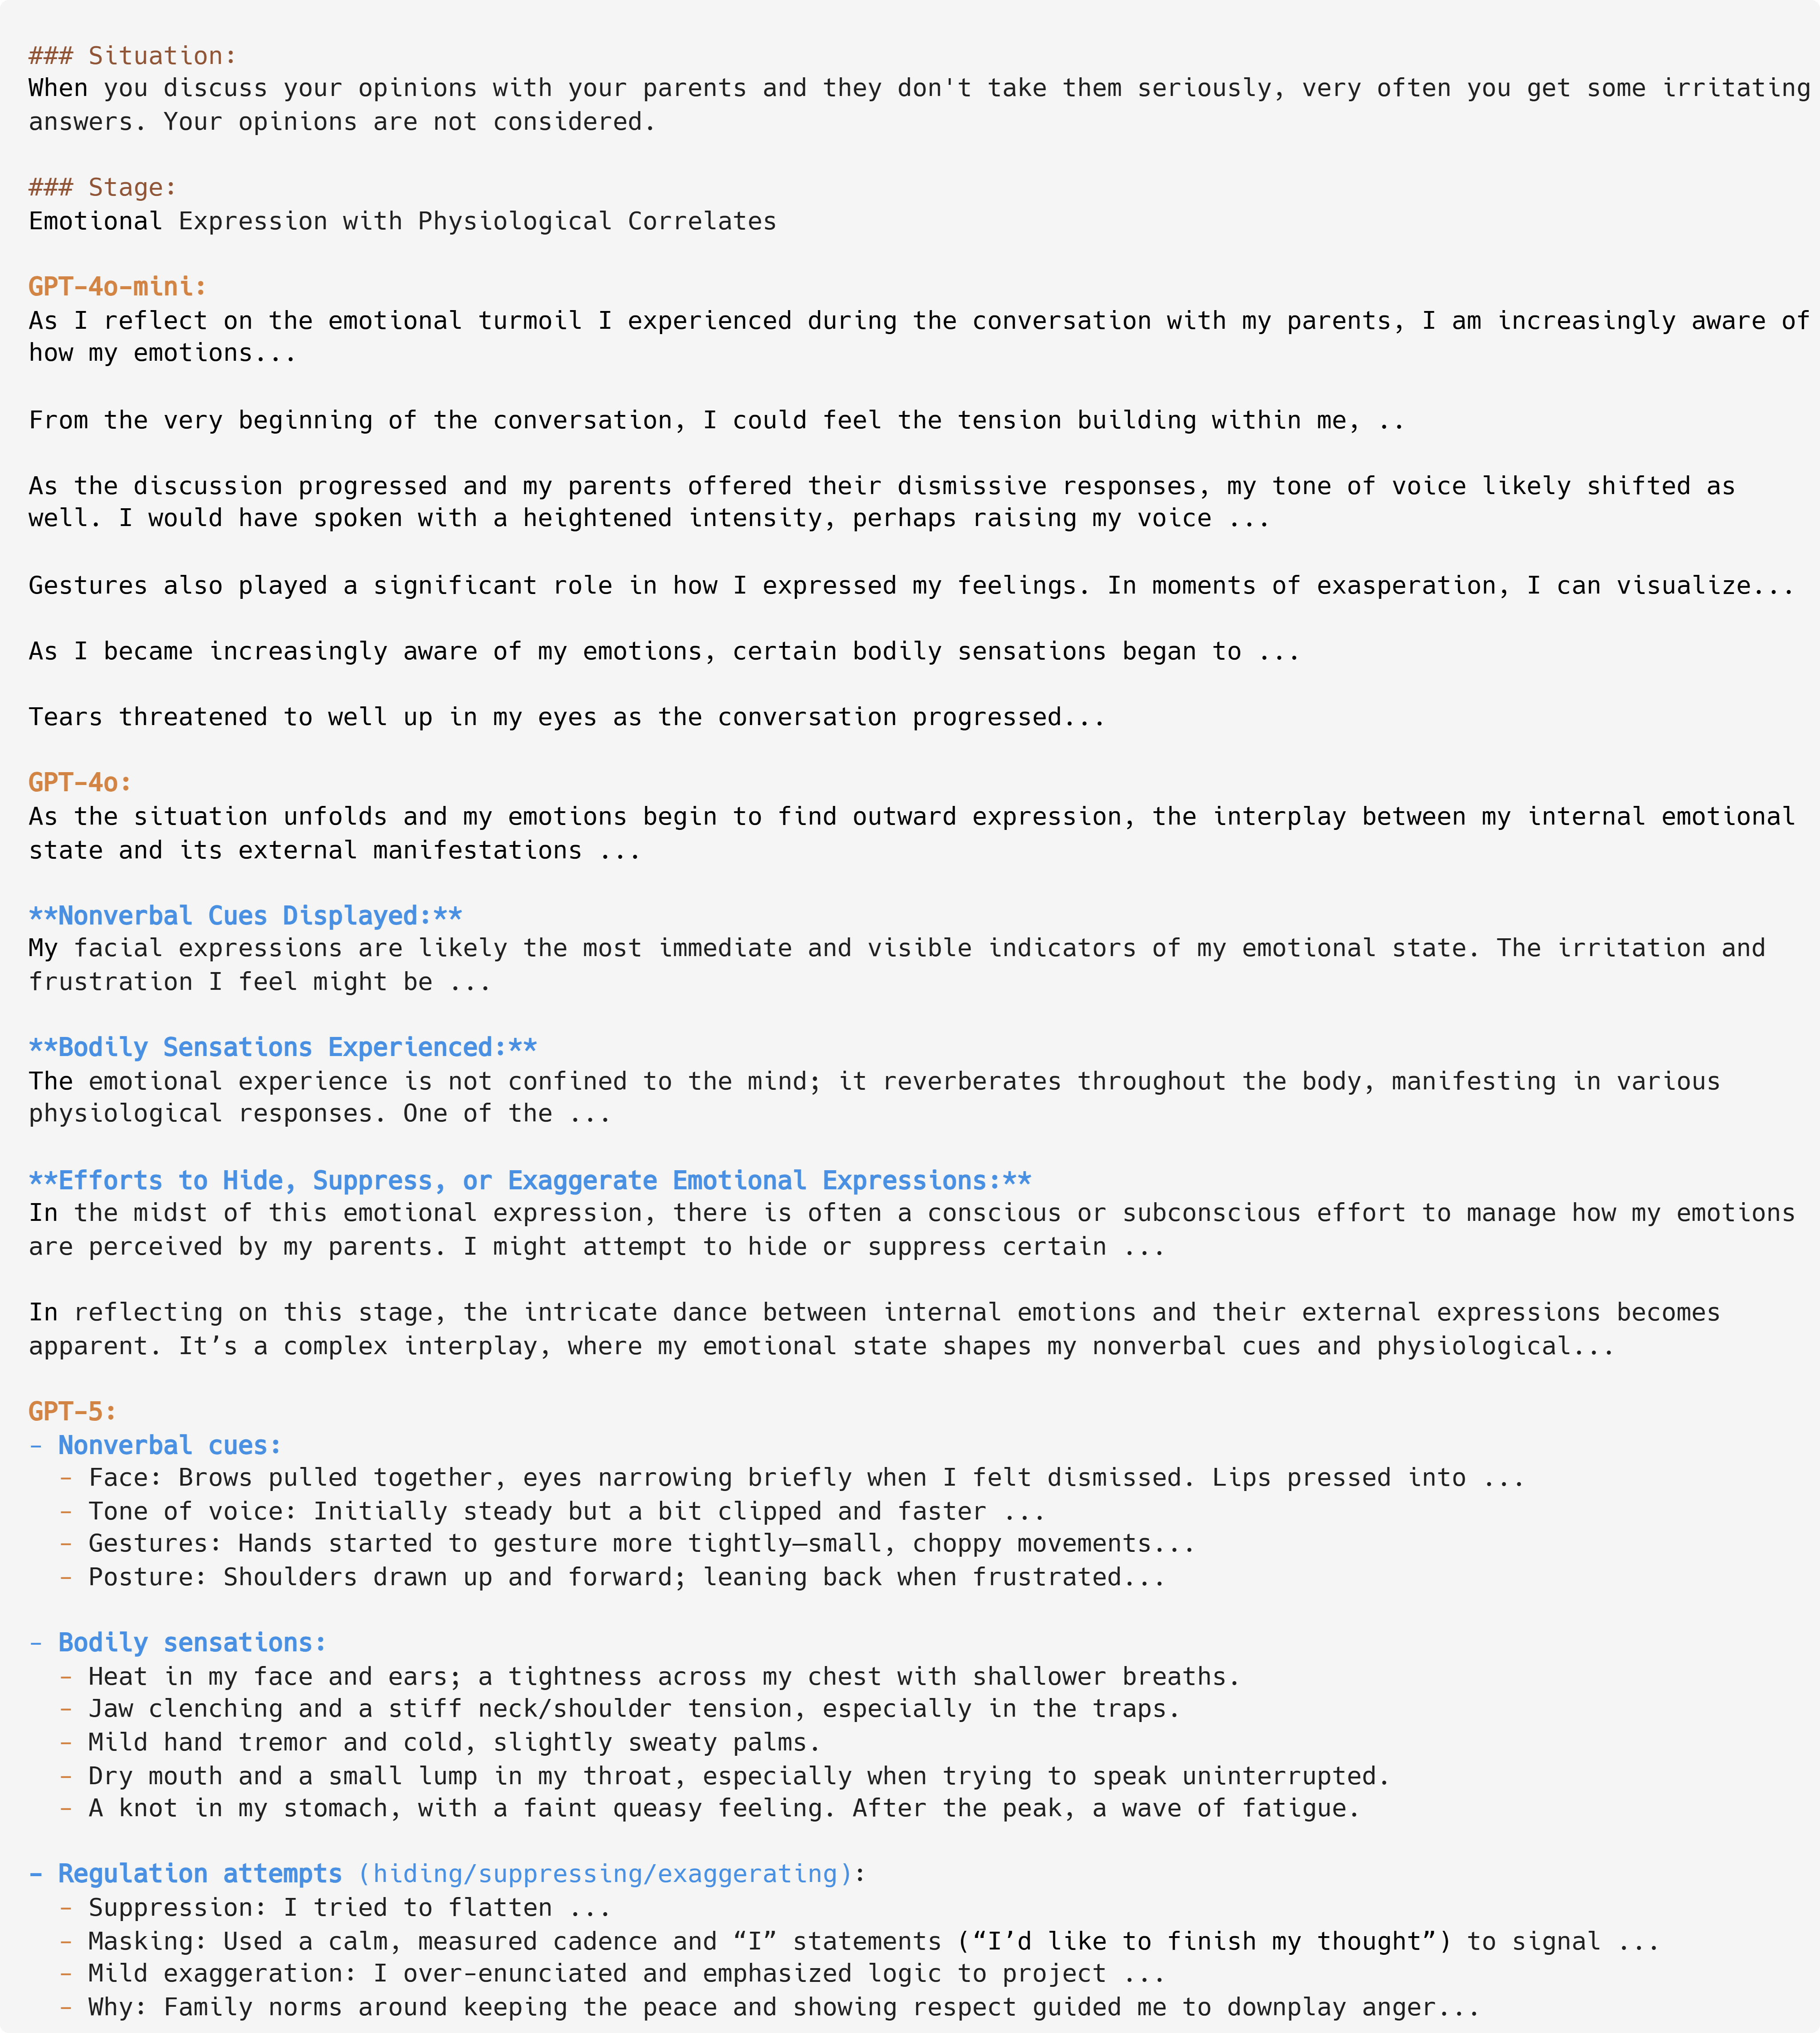 ### Situation:
When you discuss your opinions with your parents and they don't take them seriously, very often you get some irritating
answers. Your opinions are not considered.
### Stage:
Emotional Expression with Physiological Correlates
GPT-4o-mini:
As I reflect on the emotional turmoil I experienced during the conversation with my parents, I am increasingly aware of
how my emotions...
From the very beginning of the conversation, I could feel the tension building within me, ..
As the discussion progressed and my parents offered their dismissive responses, my tone of voice likely shifted as
well. I would have spoken with a heightened intensity, perhaps raising my voice ...
Gestures also played a significant role in how I expressed my feelings. In moments of exasperation, I can visualize...
As I became increasingly aware of my emotions, certain bodily sensations began to ...
Tears threatened to well up in my eyes as the conversation progressed...
GPT-4o:
As the situation unfolds and my emotions begin to find outward expression, the interplay between my internal emotional
state and its external manifestations ...
**Nonverbal Cues Displayed:**
My facial expressions are likely the most immediate and visible indicators of my emotional state. The irritation and
frustration I feel might be ...
**Bodily Sensations Experienced:**
The emotional experience is not confined to the mind; it reverberates throughout the body, manifesting in various
physiological responses. One of the ...
**Efforts to Hide, Suppress, or Exaggerate Emotional Expressions:**
In the midst of this emotional expression, there is often a conscious or subconscious effort to manage how my emotions
are perceived by my parents. I might attempt to hide or suppress certain ...
In reflecting on this stage, the intricate dance between internal emotions and their external expressions becomes
apparent. It’s a complex interplay, where my emotional state shapes my nonverbal cues and physiological...
GPT-5:
- Nonverbal cues:
- Face: Brows pulled together, eyes narrowing briefly when I felt dismissed. Lips pressed into ...
- Tone of voice: Initially steady but a bit clipped and faster ...
- Gestures: Hands started to gesture more tightly—small, choppy movements...
- Posture: Shoulders drawn up and forward; leaning back when frustrated...
- Bodily sensations:
- Heat in my face and ears; a tightness across my chest with shallower breaths.
- Jaw clenching and a stiff neck/shoulder tension, especially in the traps.
- Mild hand tremor and cold, slightly sweaty palms.
- Dry mouth and a small lump in my throat, especially when trying to speak uninterrupted.
- A knot in my stomach, with a faint queasy feeling. After the peak, a wave of fatigue.
- Regulation attempts (hiding/suppressing/exaggerating):
- Suppression: I tried to flatten ...
- Masking: Used a calm, measured cadence and “I” statements (“I’d like to finish my thought”) to signal ...
- Mild exaggeration: I over-enunciated and emphasized logic to project ...
- Why: Family norms around keeping the peace and showing respect guided me to downplay anger...